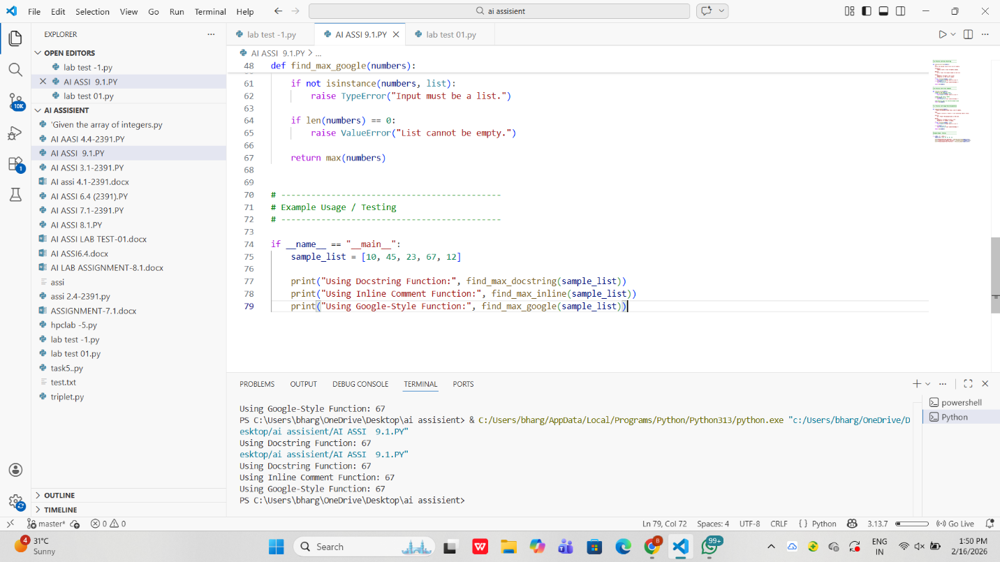 File Edit Selection View Go Run Terminal Help
ai assisient
EXPLORER
OPEN EDITORS
lab test -1.py
AI ASSI 9.1.PY
lab test 01.py
AI ASSISIENT
'Given the array of integers.py
AI AASI 4.4-2391.PY
AI ASSI 9.1.PY
AI ASSI 3.1-2391.PY
AI assi 4.1-2391.docx
AI ASSI 6.4 (2391).PY
AI ASSI 7.1-2391.PY
AI ASSI 8.1.PY
AI ASSI LAB TEST-01.docx
AI ASSI6.4.docx
AI LAB ASSIGNMENT-8.1.docx
assi
assi 2.4-2391.py
ASSIGNMENT-7.1.docx
hpclab -5.py
lab test -1.py
lab test 01.py
task5..py
test.txt
triplet.py
OUTLINE
TIMELINE
10K
1
lab test -1.py AI ASSI 9.1.PY lab test 01.py
AI ASSI 9.1.PY > ...
48 def find_max_google(numbers):
61 if not isinstance(numbers, list):
62 raise TypeError("Input must be a list.")
63
64 if len(numbers) == 0:
65 raise ValueError("List cannot be empty.")
66
67 return max(numbers)
68
69
70 # --------------------------------------------
71 # Example Usage / Testing
72 # --------------------------------------------
73
74 if __name__ == "__main__":
75 sample_list = [10, 45, 23, 67, 12]
76
77 print("Using Docstring Function:", find_max_docstring(sample_list))
78 print("Using Inline Comment Function:", find_max_inline(sample_list))
79 print("Using Google-Style Function:", find_max_google(sample_list))
PROBLEMS OUTPUT DEBUG CONSOLE TERMINAL PORTS
Using Google-Style Function: 67
PS C:\Users\bharg\OneDrive\Desktop\ai assisient> & C:/Users/bharg/AppData/Local/Programs/Python/Python313/python.exe "c:/Users/bharg/OneDrive/D
esktop/ai assisient/AI ASSI 9.1.PY"
Using Docstring Function: 67
esktop/ai assisient/AI ASSI 9.1.PY"
Using Docstring Function: 67
Using Inline Comment Function: 67
Using Google-Style Function: 67
PS C:\Users\bharg\OneDrive\Desktop\ai assisient>
powershell
Python
master* 0 0 Ln 79, Col 72 Spaces: 4 UTF-8 CRLF { } Python 3.13.7 Go Live
4
31°C
Sunny
Search
B
99+
ENG
IN
1:50 PM
2/16/2026